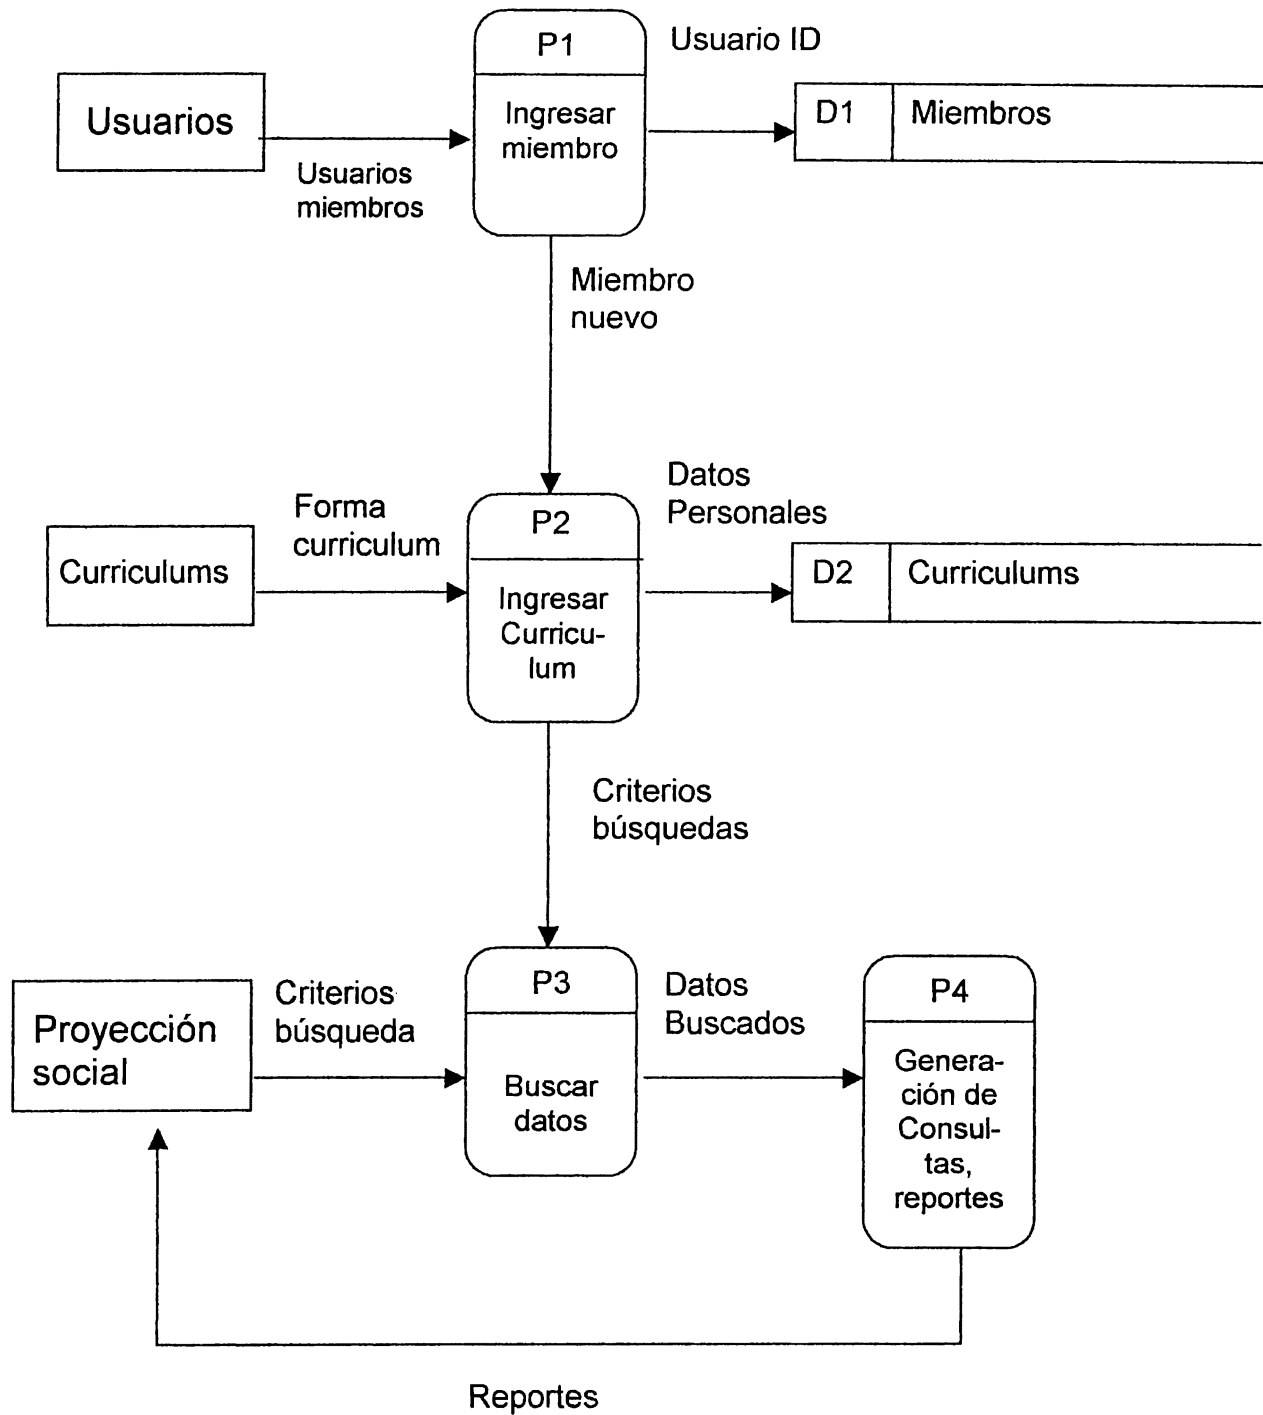 P1
Usuario ID
Usuarios
Ingresar
miembro
D1
Miembros
Usuarios
miembros
Miembro
nuevo
Datos
Personales
Forma
curriculum
P2
Curriculums
Ingresar
Curricu-
lum
D2
Curriculums
Criterios
búsquedas
Proyección
social
Criterios
búsqueda
P3
Buscar
datos
Datos
Buscados
P4
Genera-
ción de
Consul-
tas,
reportes
Reportes